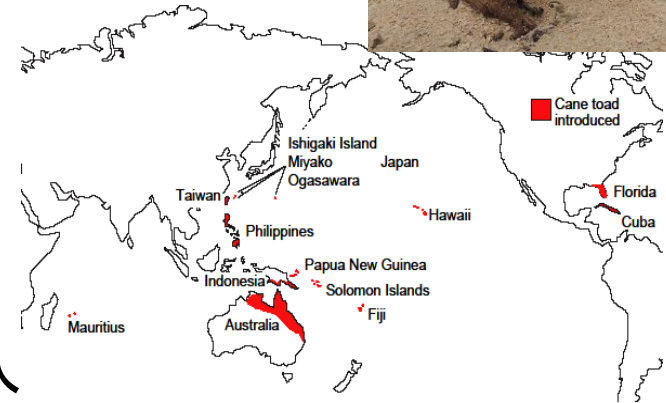 Cane toad
introduced
Ishigaki Island
Miyako
Japan
Ogasawara
Taiwan
Florida
Hawaii
Cuba
Philippines
Papua New Guinea
Indonesia
Solomon Islands
Fiji
Mauritius
Australia